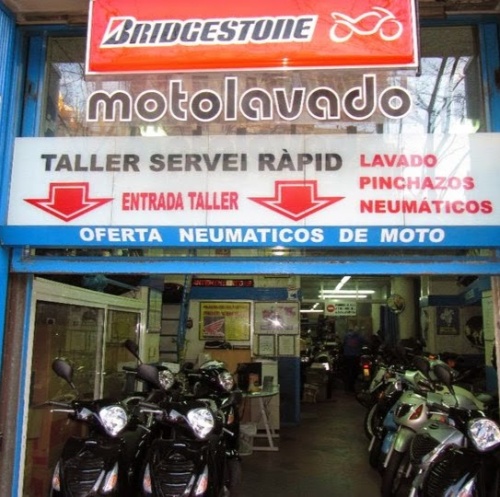 BRIDGESTONE
motolavado
TALLER SERVEI RÀPID
ENTRADA TALLER
LAVADO
PINCHAZOS
NEUMÁTICOS
OFERTA NEUMATICOS DE MOTO